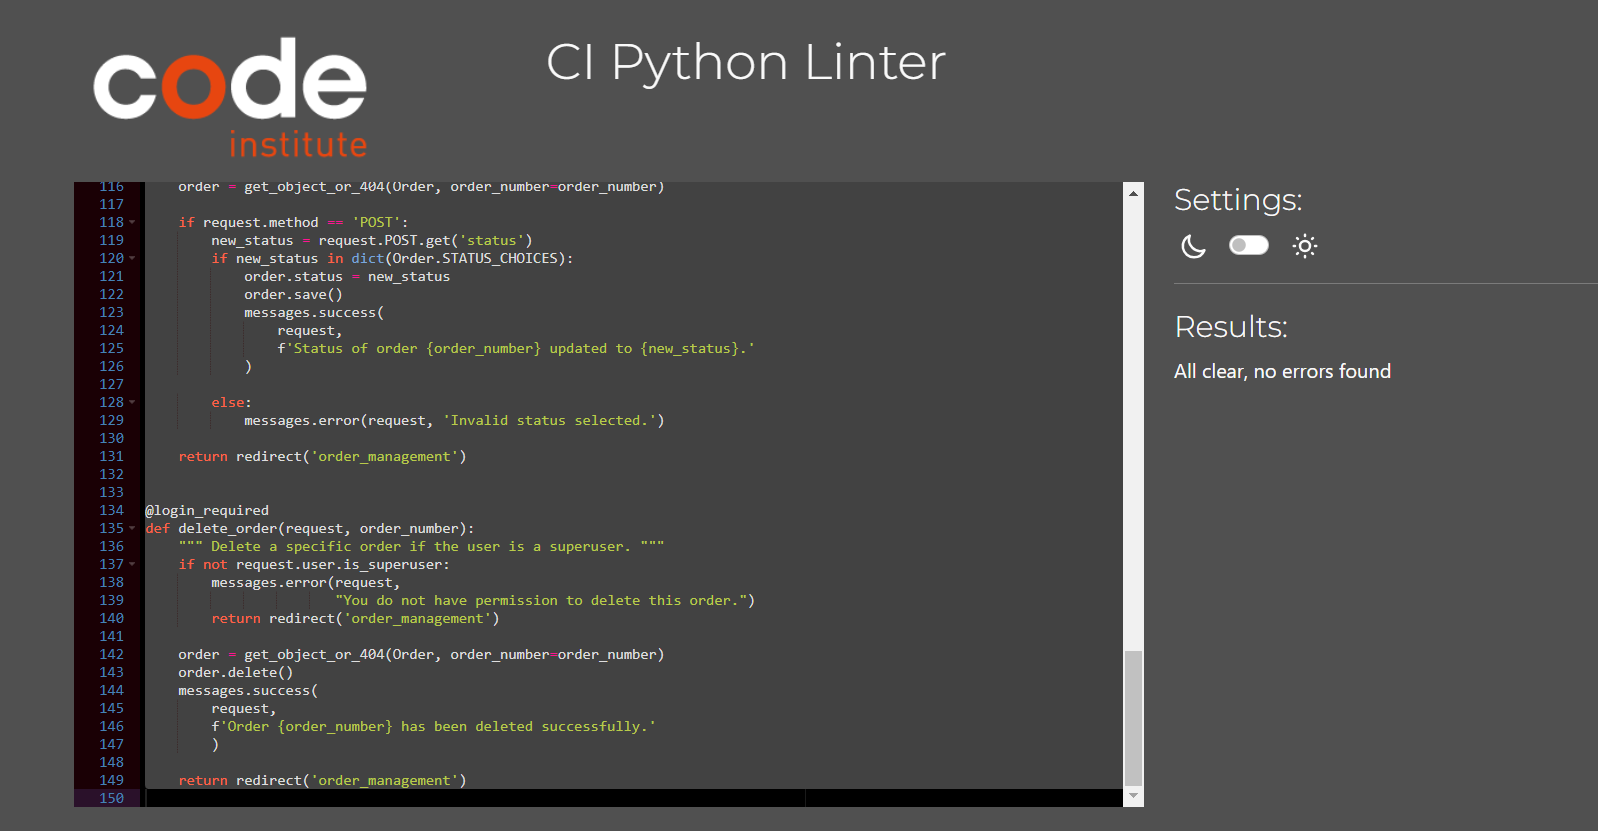 code
institute
CI Python Linter
116     order = get_object_or_404(Order, order_number=order_number)
117
118     if request.method == 'POST':
119         new_status = request.POST.get('status')
120         if new_status in dict(Order.STATUS_CHOICES):
121             order.status = new_status
122             order.save()
123             messages.success(
124                 request,
125                 f'Status of order {order_number} updated to {new_status}.'
126             )
127
128         else:
129             messages.error(request, 'Invalid status selected.')
130
131     return redirect('order_management')
132
133
134 @login_required
135 def delete_order(request, order_number):
136     """ Delete a specific order if the user is a superuser. """
137     if not request.user.is_superuser:
138         messages.error(request,
139                        "You do not have permission to delete this order.")
140         return redirect('order_management')
141
142     order = get_object_or_404(Order, order_number=order_number)
143     order.delete()
144     messages.success(
145         request,
146         f'Order {order_number} has been deleted successfully.'
147         )
148
149     return redirect('order_management')
150
Settings:
Results:
All clear, no errors found